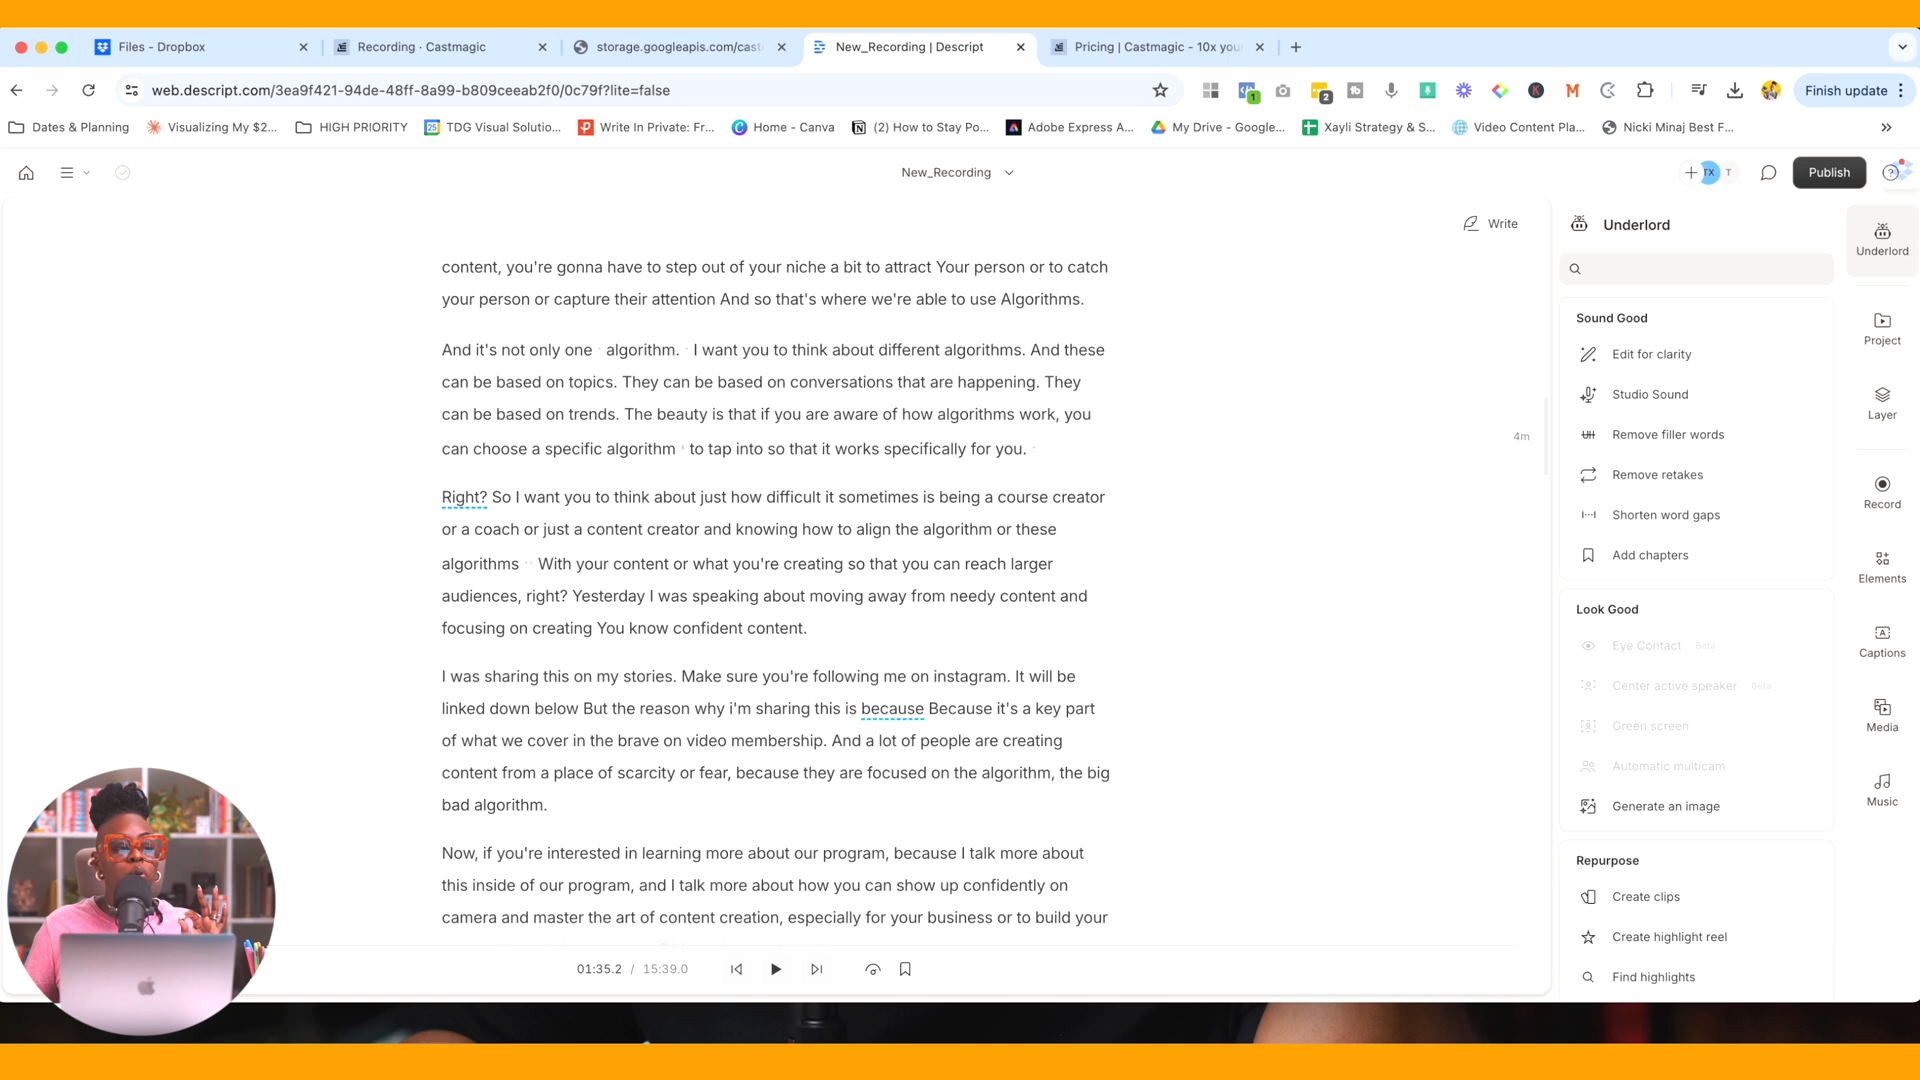 Files - Dropbox
Recording · Castmagic
storage.googleapis.com/cast
New_Recording | Descript
Pricing | Castmagic - 10x you
web.descript.com/3ea9f421-94de-48ff-8a99-b809ceeab2f0/0c79f?lite=false
1
2
Finish update
Dates & Planning
Visualizing My $2...
HIGH PRIORITY
TDG Visual Solutio...
Write In Private: Fr...
Home - Canva
(2) How to Stay Po...
Adobe Express A...
My Drive - Google...
Xayli Strategy & S...
Video Content Pla...
Nicki Minaj Best F...
New_Recording
TX
T
Publish
Write
content, you're gonna have to step out of your niche a bit to attract Your person or to catch
your person or capture their attention And so that's where we're able to use Algorithms.
And it's not only one algorithm. I want you to think about different algorithms. And these
can be based on topics. They can be based on conversations that are happening. They
can be based on trends. The beauty is that if you are aware of how algorithms work, you
can choose a specific algorithm to tap into so that it works specifically for you.
4m
Right? So I want you to think about just how difficult it sometimes is being a course creator
or a coach or just a content creator and knowing how to align the algorithm or these
algorithms With your content or what you're creating so that you can reach larger
audiences, right? Yesterday I was speaking about moving away from needy content and
focusing on creating You know confident content.
I was sharing this on my stories. Make sure you're following me on instagram. It will be
linked down below But the reason why i'm sharing this is because Because it's a key part
of what we cover in the brave on video membership. And a lot of people are creating
content from a place of scarcity or fear, because they are focused on the algorithm, the big
bad algorithm.
Now, if you're interested in learning more about our program, because I talk more about
this inside of our program, and I talk more about how you can show up confidently on
camera and master the art of content creation, especially for your business or to build your
01:35.2 / 15:39.0
Underlord
Sound Good
Edit for clarity
Studio Sound
Remove filler words
Remove retakes
Shorten word gaps
Add chapters
Look Good
Eye Contact Beta
Center active speaker Beta
Green screen
Automatic multicam
Generate an image
Repurpose
Create clips
Create highlight reel
Find highlights
Underlord
Project
Layer
Record
Elements
Captions
Media
Music